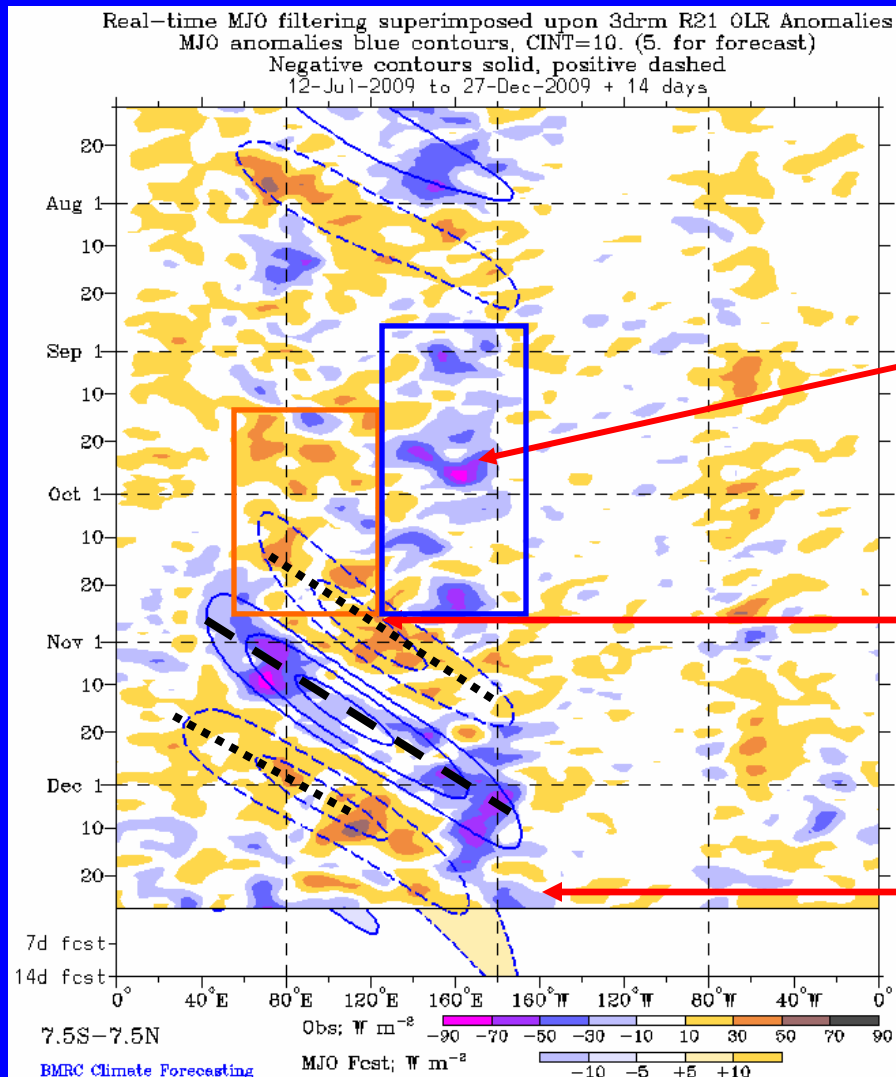 Real-time MJO filtering superimposed upon 3drm R21 OLR Anomalies
MJO anomalies blue contours, CINT=10. (5. for forecast)
Negative contours solid, positive dashed
12-Jul-2009 to 27-Dec-2009 + 14 days
20
Aug 1
10
20
Sep 1
10
20
Oct 1
10
20
Nov 1
10
20
Dec 1
10
20
7d fcst
14d fcst
0° 40°E 80°E 120°E 160°E 160°W 120°W 80°W 40°W 0°
7.5S-7.5N
Obs; W m⁻²
-90 -70 -50 -30 -10 10 30 50 70 90
BMRC Climate Forecasting
MJO Fcst; W m⁻²
-10 -5 +5 +10